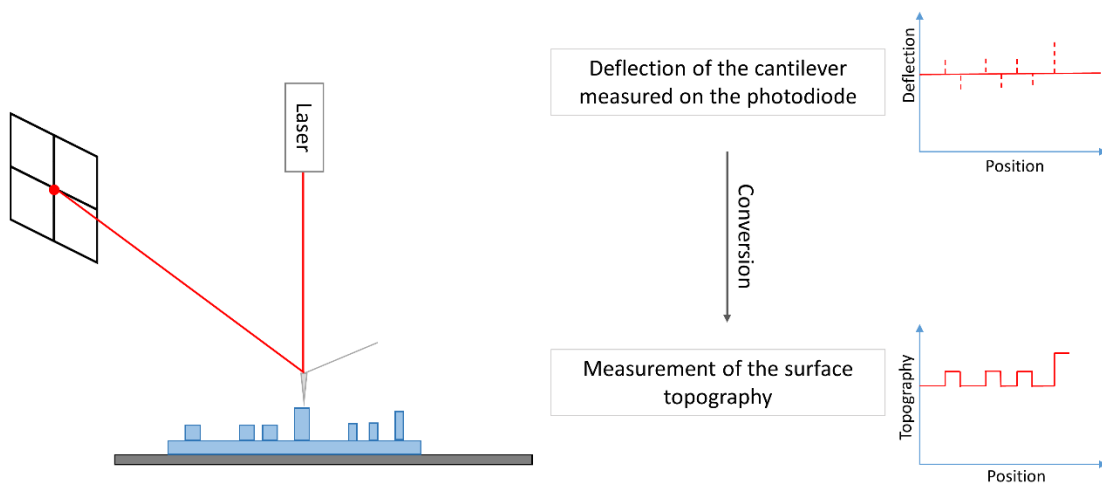 Laser
Deflection of the cantilever
measured on the photodiode
Deflection
Position
Conversion
Measurement of the surface
topography
Topography
Position